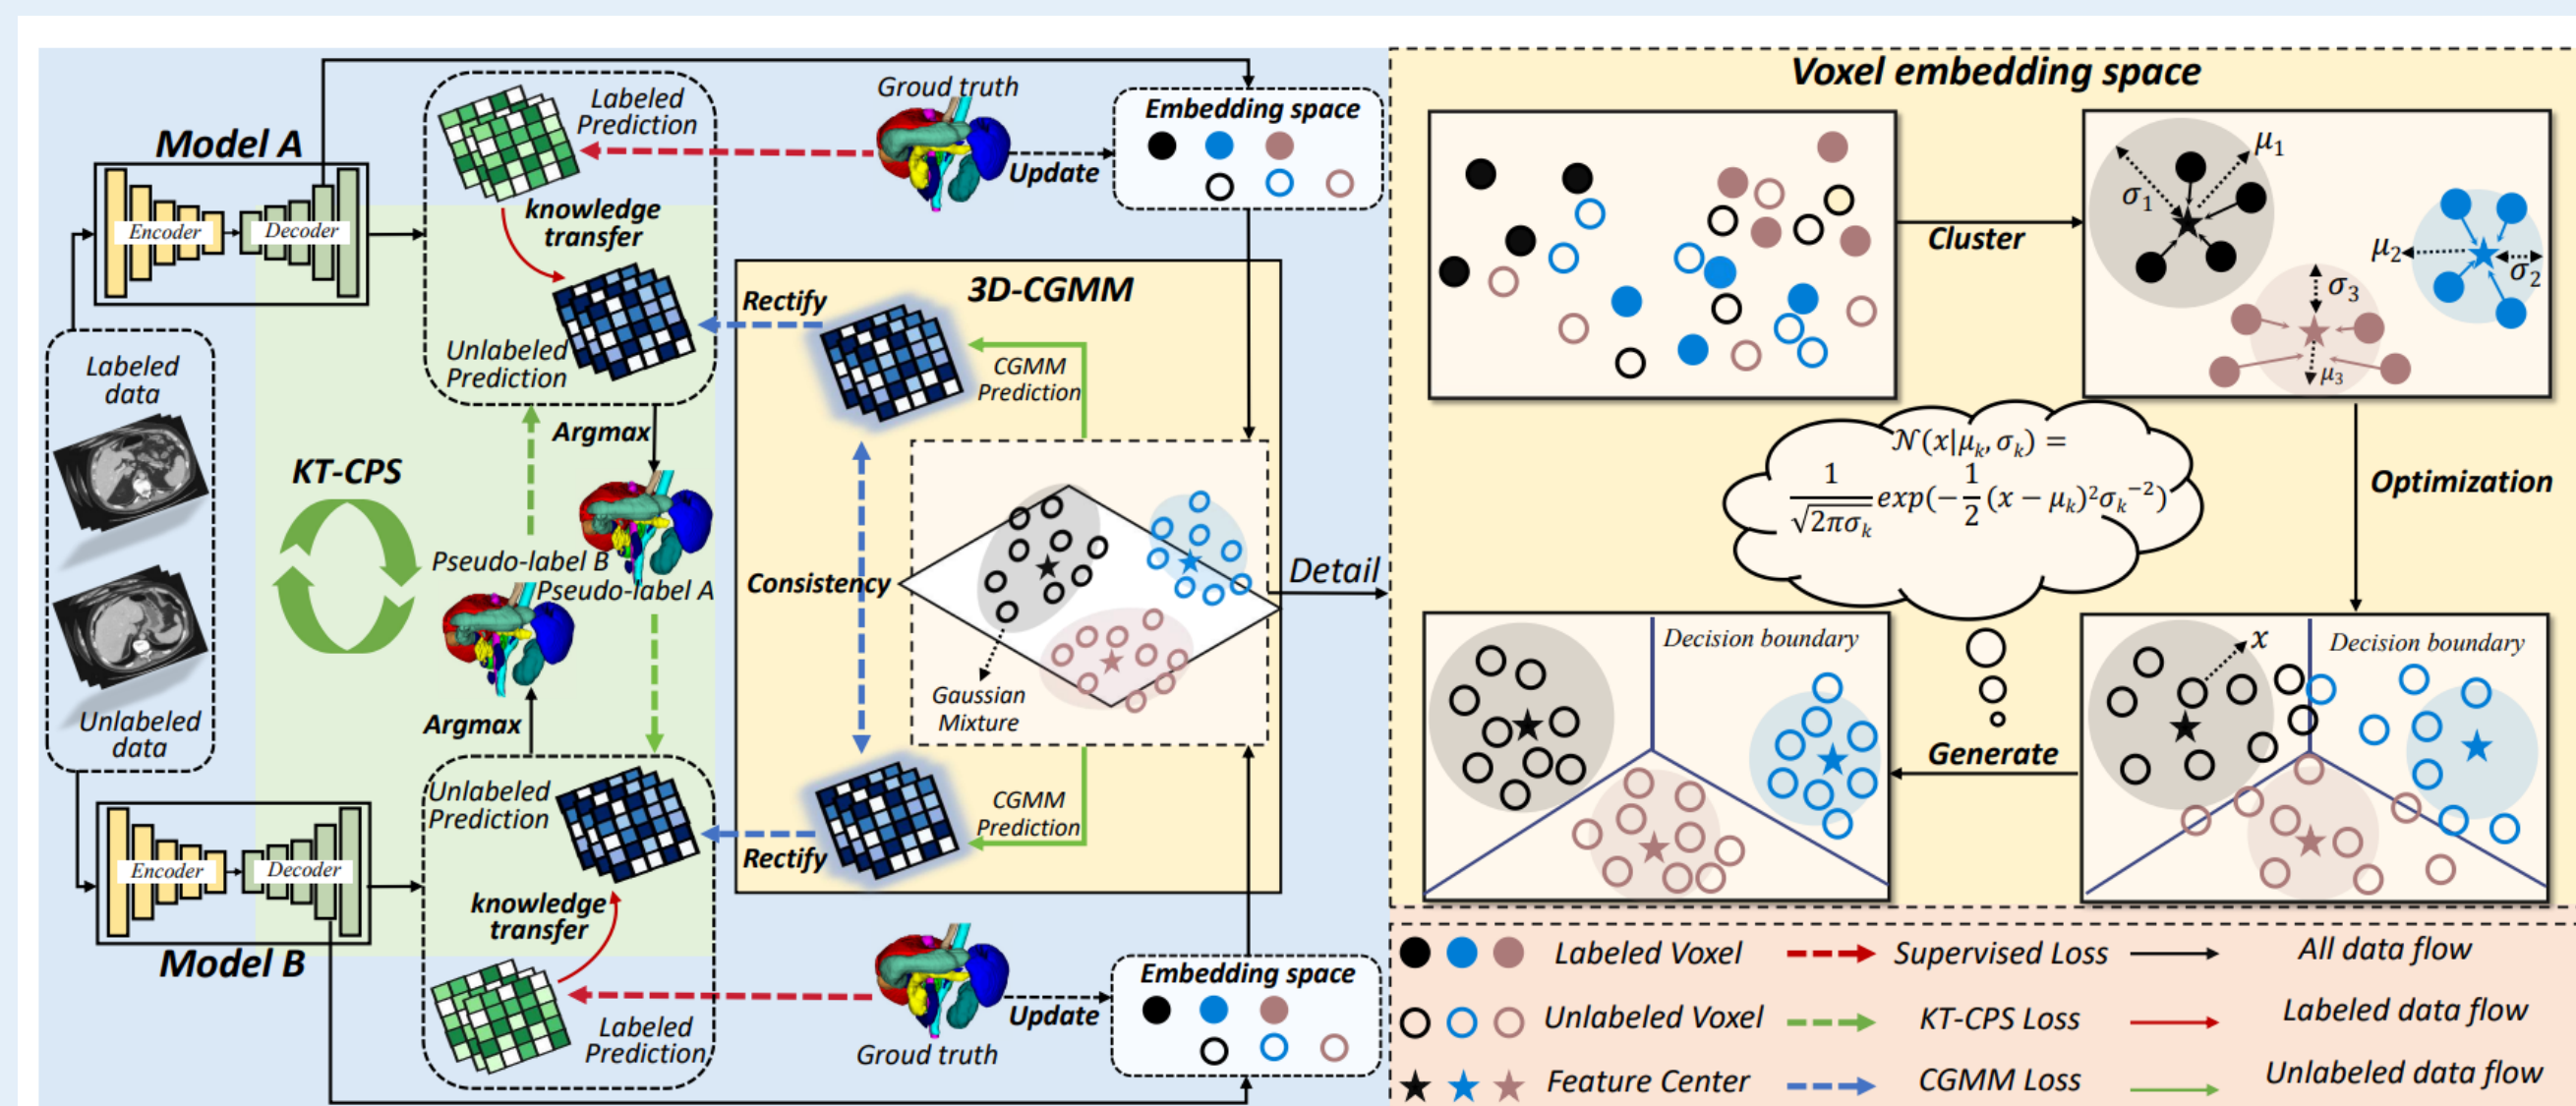 Model A
Encoder
Decoder
Labeled
data
Unlabeled
data
Encoder
Decoder
Model B
KT-CPS
Labeled
Prediction
knowledge
transfer
Unlabeled
Prediction
Argmax
Pseudo-label B
Pseudo-label A
Argmax
Unlabeled
Prediction
knowledge
transfer
Labeled
Prediction
Groud truth
Update
Embedding space
Rectify
3D-CGMM
CGMM
Prediction
Consistency
Gaussian
Mixture
CGMM
Prediction
Rectify
Detail
Groud truth
Update
Embedding space
Voxel embedding space
Cluster
σ₁
μ₁
μ₂
σ₂
σ₃
μ₃
𝒩(x|μₖ, σₖ) =
1/√2πσₖ exp(−1/2(x − μₖ)²σₖ⁻²)
Optimization
Decision boundary
Generate
x
Decision boundary
Labeled Voxel
Supervised Loss
All data flow
Unlabeled Voxel
KT-CPS Loss
Labeled data flow
Feature Center
CGMM Loss
Unlabeled data flow